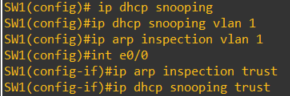 SW1(config)# ip dhcp snooping
SW1(config)# ip dhcp snooping vlan 1
SW1(config)# ip arp inspection vlan 1
SW1(config)#int e0/0
SW1(config-if)#ip arp inspection trust
SW1(config-if)#ip dhcp snooping trust